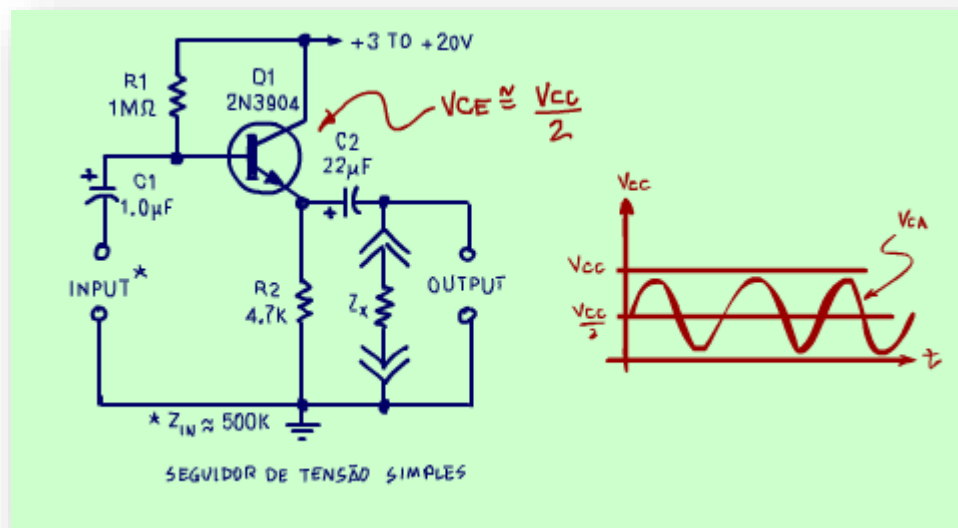 +3 TO +20V
R1
1MΩ
D1
2N3904
VCE ≅ VCC/2
C2
22µF
+
C1
1.0µF
+
INPUT*
R2
4.7K
Zx
OUTPUT
* ZIN ≈ 500K
SEGUIDOR DE TENSÃO SIMPLES
VCC
VCA
VCC
VCC/2
t